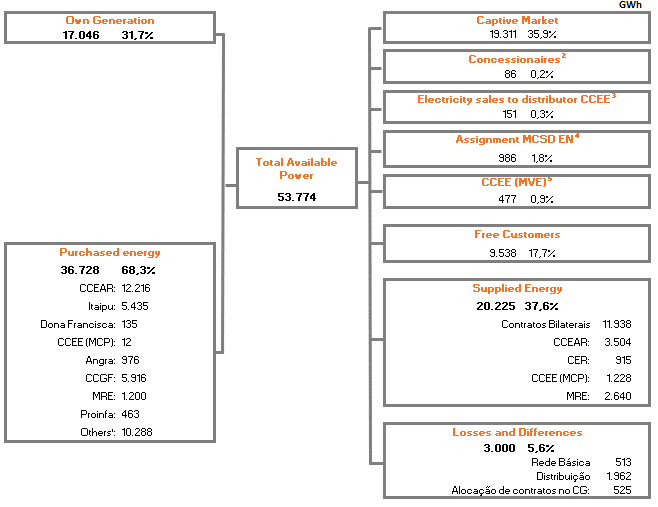 GWh
Own Generation
17.046 31,7%
Purchased energy
36.728 68,3%
CCEAR: 12.216
Itaipu: 5.435
Dona Francisca: 135
CCEE (MCP): 12
Angra: 976
CCGF: 5.916
MRE: 1.200
Proinfa: 463
Others¹: 10.288
Total Available
Power
53.774
Captive Market
19.311 35,9%
Concessionaires²
86 0,2%
Electricity sales to distributor CCEE³
151 0,3%
Assignment MCSD EN⁴
986 1,8%
CCEE (MVE)⁵
477 0,9%
Free Customers
9.538 17,7%
Supplied Energy
20.225 37,6%
Contratos Bilaterais 11.938
CCEAR: 3.504
CER: 915
CCEE (MCP): 1.228
MRE: 2.640
Losses and Differences
3.000 5,6%
Rede Básica 513
Distribuição 1.962
Alocação de contratos no CG: 525